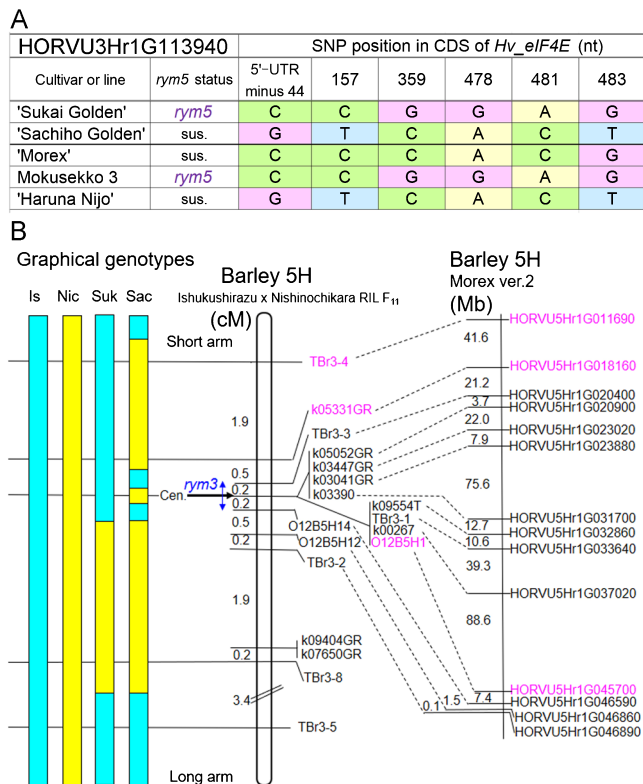 A
HORVU3Hr1G113940 SNP position in CDS of Hv_eIF4E (nt)
Cultivar or line rym5 status 5'-UTR minus 44 157 359 478 481 483
'Sukai Golden' rym5 C C G G A G
'Sachiho Golden' sus. G T C A C T
'Morex' sus. C C C A C G
Mokusekko 3 rym5 C C G G A G
'Haruna Nijo' sus. G T C A C T
B
Graphical genotypes
Is Nic Suk Sac
Barley 5H
Ishukushirazu x Nishinochikara RIL F11
(cM)
Short arm
Cen.
rym3
Long arm
1.9
0.5
0.2
0.2
0.5
0.2
1.9
0.2
3.4
TBr3-4
k05331GR
TBr3-3
k05052GR
k03447GR
k03041GR
k03390
k09554T
TBr3-1
k00267
O12B5H1
O12B5H14
O12B5H12
TBr3-2
k09404GR
k07650GR
TBr3-8
TBr3-5
Barley 5H
Morex ver.2
(Mb)
HORVU5Hr1G011690
41.6
HORVU5Hr1G018160
21.2
HORVU5Hr1G020400
3.7
HORVU5Hr1G020900
22.0
HORVU5Hr1G023020
7.9
HORVU5Hr1G023880
75.6
HORVU5Hr1G031700
12.7
HORVU5Hr1G032860
10.6
HORVU5Hr1G033640
39.3
HORVU5Hr1G037020
88.6
HORVU5Hr1G045700
7.4
HORVU5Hr1G046590
1.5
HORVU5Hr1G046860
0.1
HORVU5Hr1G046890